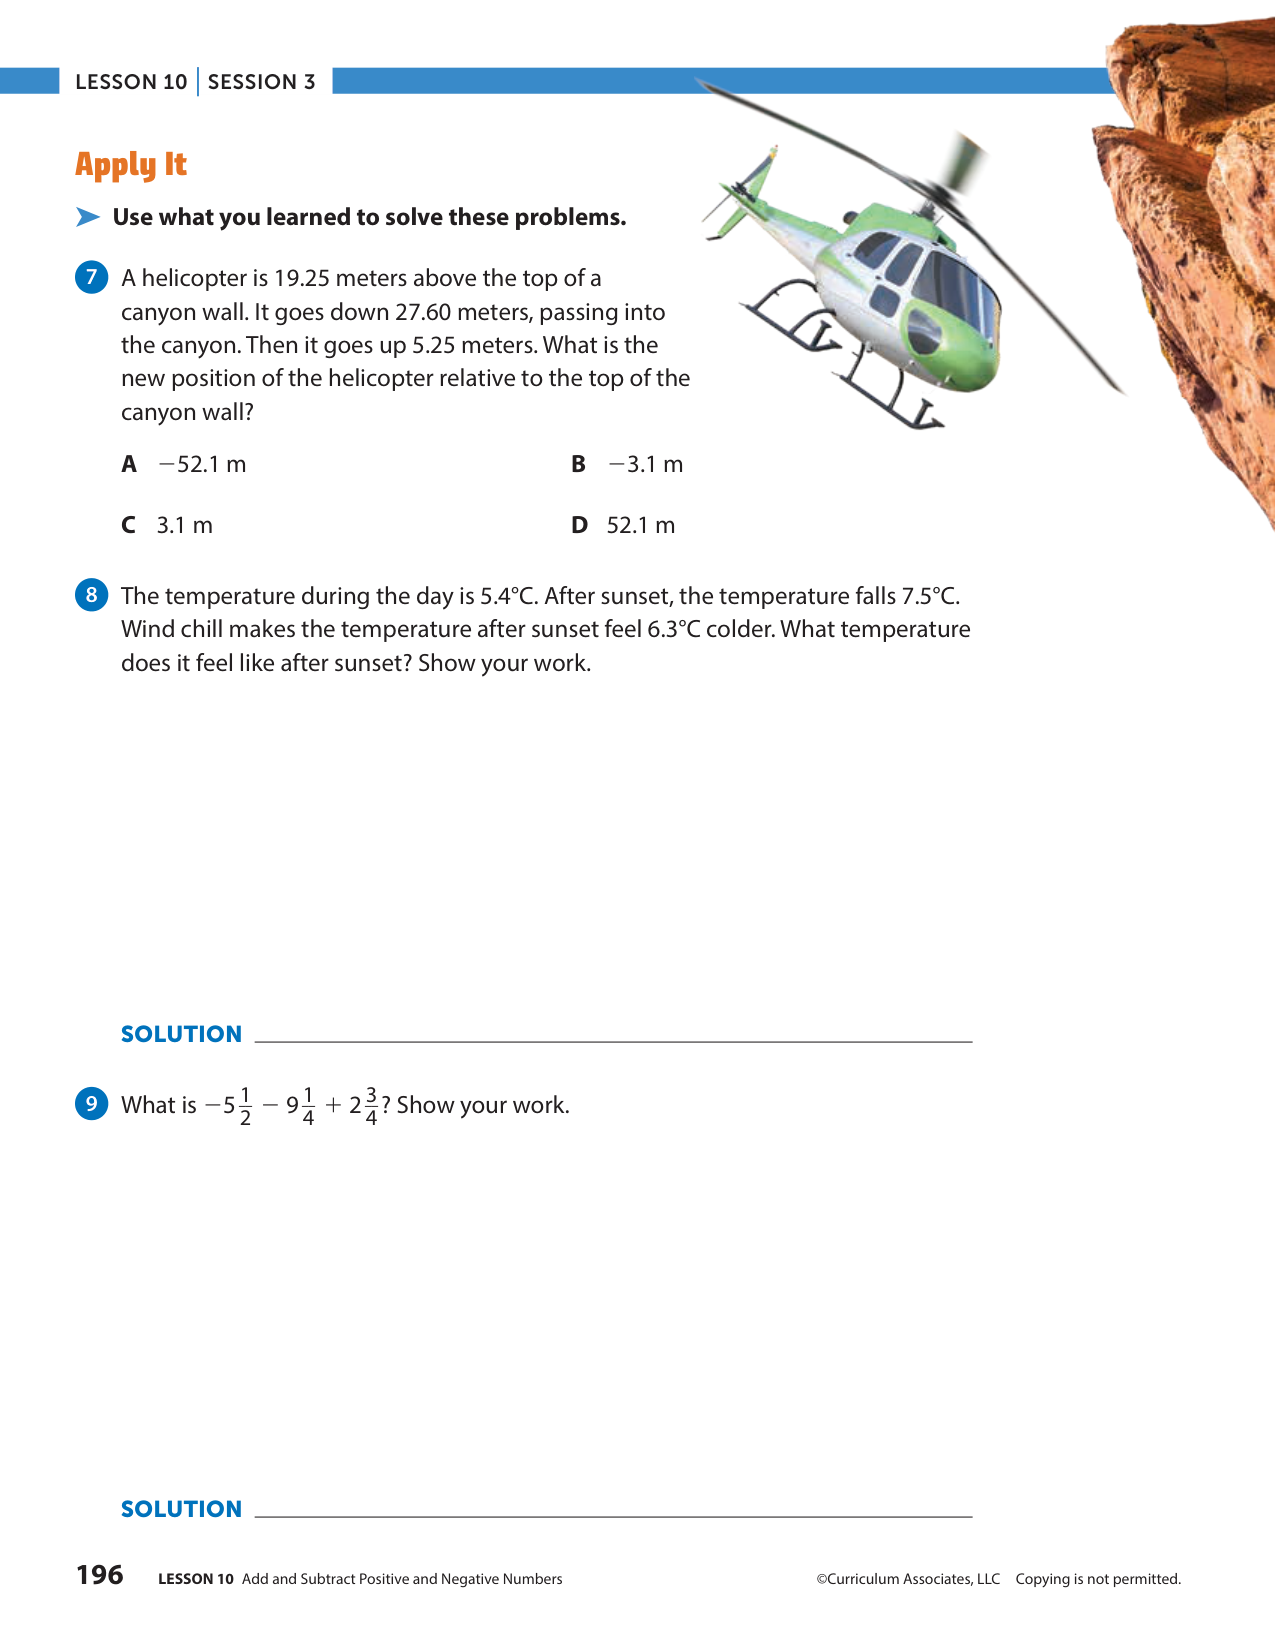 LESSON 10 | SESSION 3
Apply It
➤ Use what you learned to solve these problems.
7 A helicopter is 19.25 meters above the top of a
canyon wall. It goes down 27.60 meters, passing into
the canyon. Then it goes up 5.25 meters. What is the
new position of the helicopter relative to the top of the
canyon wall?
A −52.1 m B −3.1 m
C 3.1 m D 52.1 m
8 The temperature during the day is 5.4°C. After sunset, the temperature falls 7.5°C.
Wind chill makes the temperature after sunset feel 6.3°C colder. What temperature
does it feel like after sunset? Show your work.
SOLUTION
9 What is −5 1/2 − 9 1/4 + 2 3/4? Show your work.
SOLUTION
196 LESSON 10 Add and Subtract Positive and Negative Numbers ©Curriculum Associates, LLC Copying is not permitted.